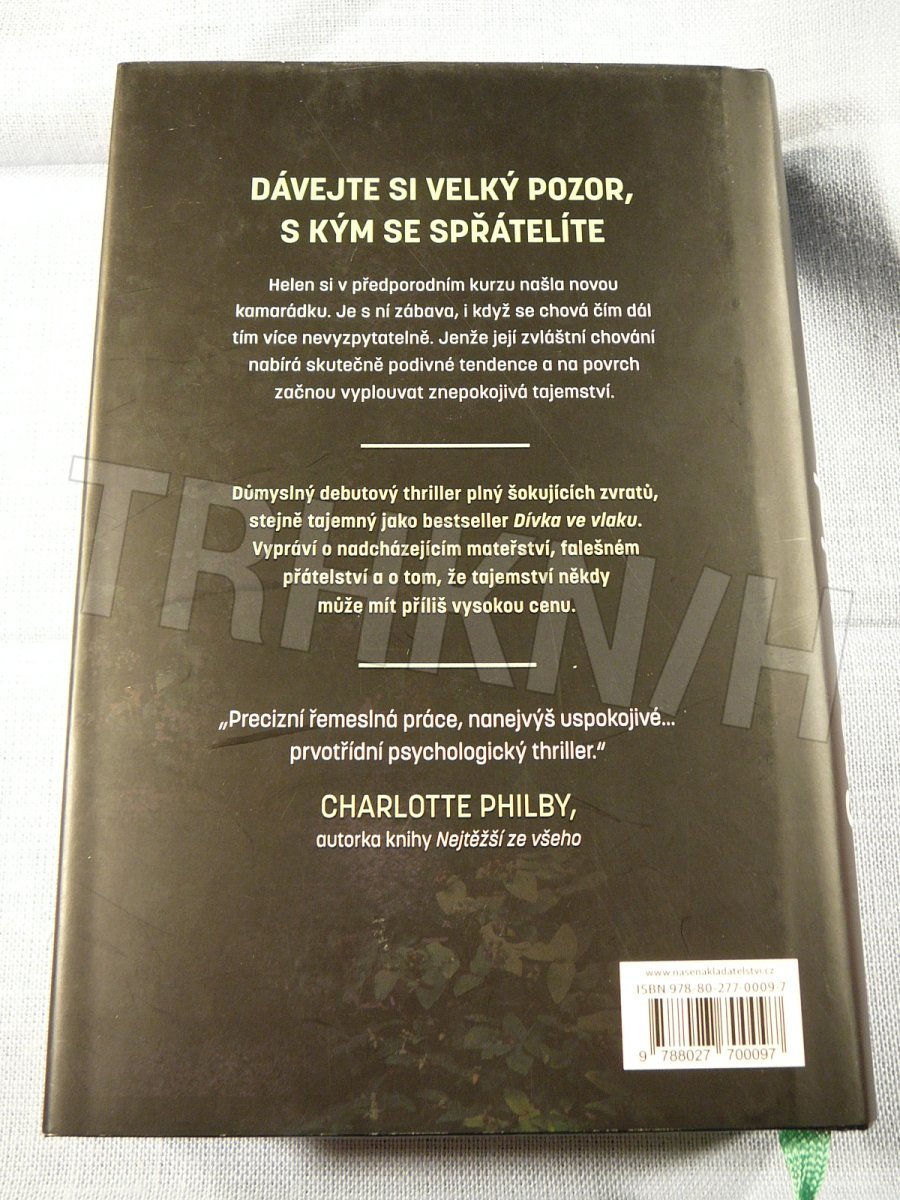 DÁVEJTE SI VELKÝ POZOR,
S KÝM SE SPŘÁTELÍTE
Helen si v předporodním kurzu našla novou
kamarádku. Je s ní zábava, i když se chová čím dál
tím více nevyzpytatelně. Jenže její zvláštní chování
nabírá skutečně podivné tendence a na povrch
začnou vyplouvat znepokojivá tajemství.
Důmyslný debutový thriller plný šokujících zvratů,
stejně tajemný jako bestseller Dívka ve vlaku.
Vypráví o nadcházejícím mateřství, falešném
přátelství a o tom, že tajemství někdy
může mít příliš vysokou cenu.
TRHKNIH
„Precizní řemeslná práce, nanejvýš uspokojivé...
prvotřídní psychologický thriller.“
CHARLOTTE PHILBY,
autorka knihy Nejtěžší ze všeho
www.nasenakladatelstvi.cz
ISBN 978-80-277-0009-7
9 788027 700097